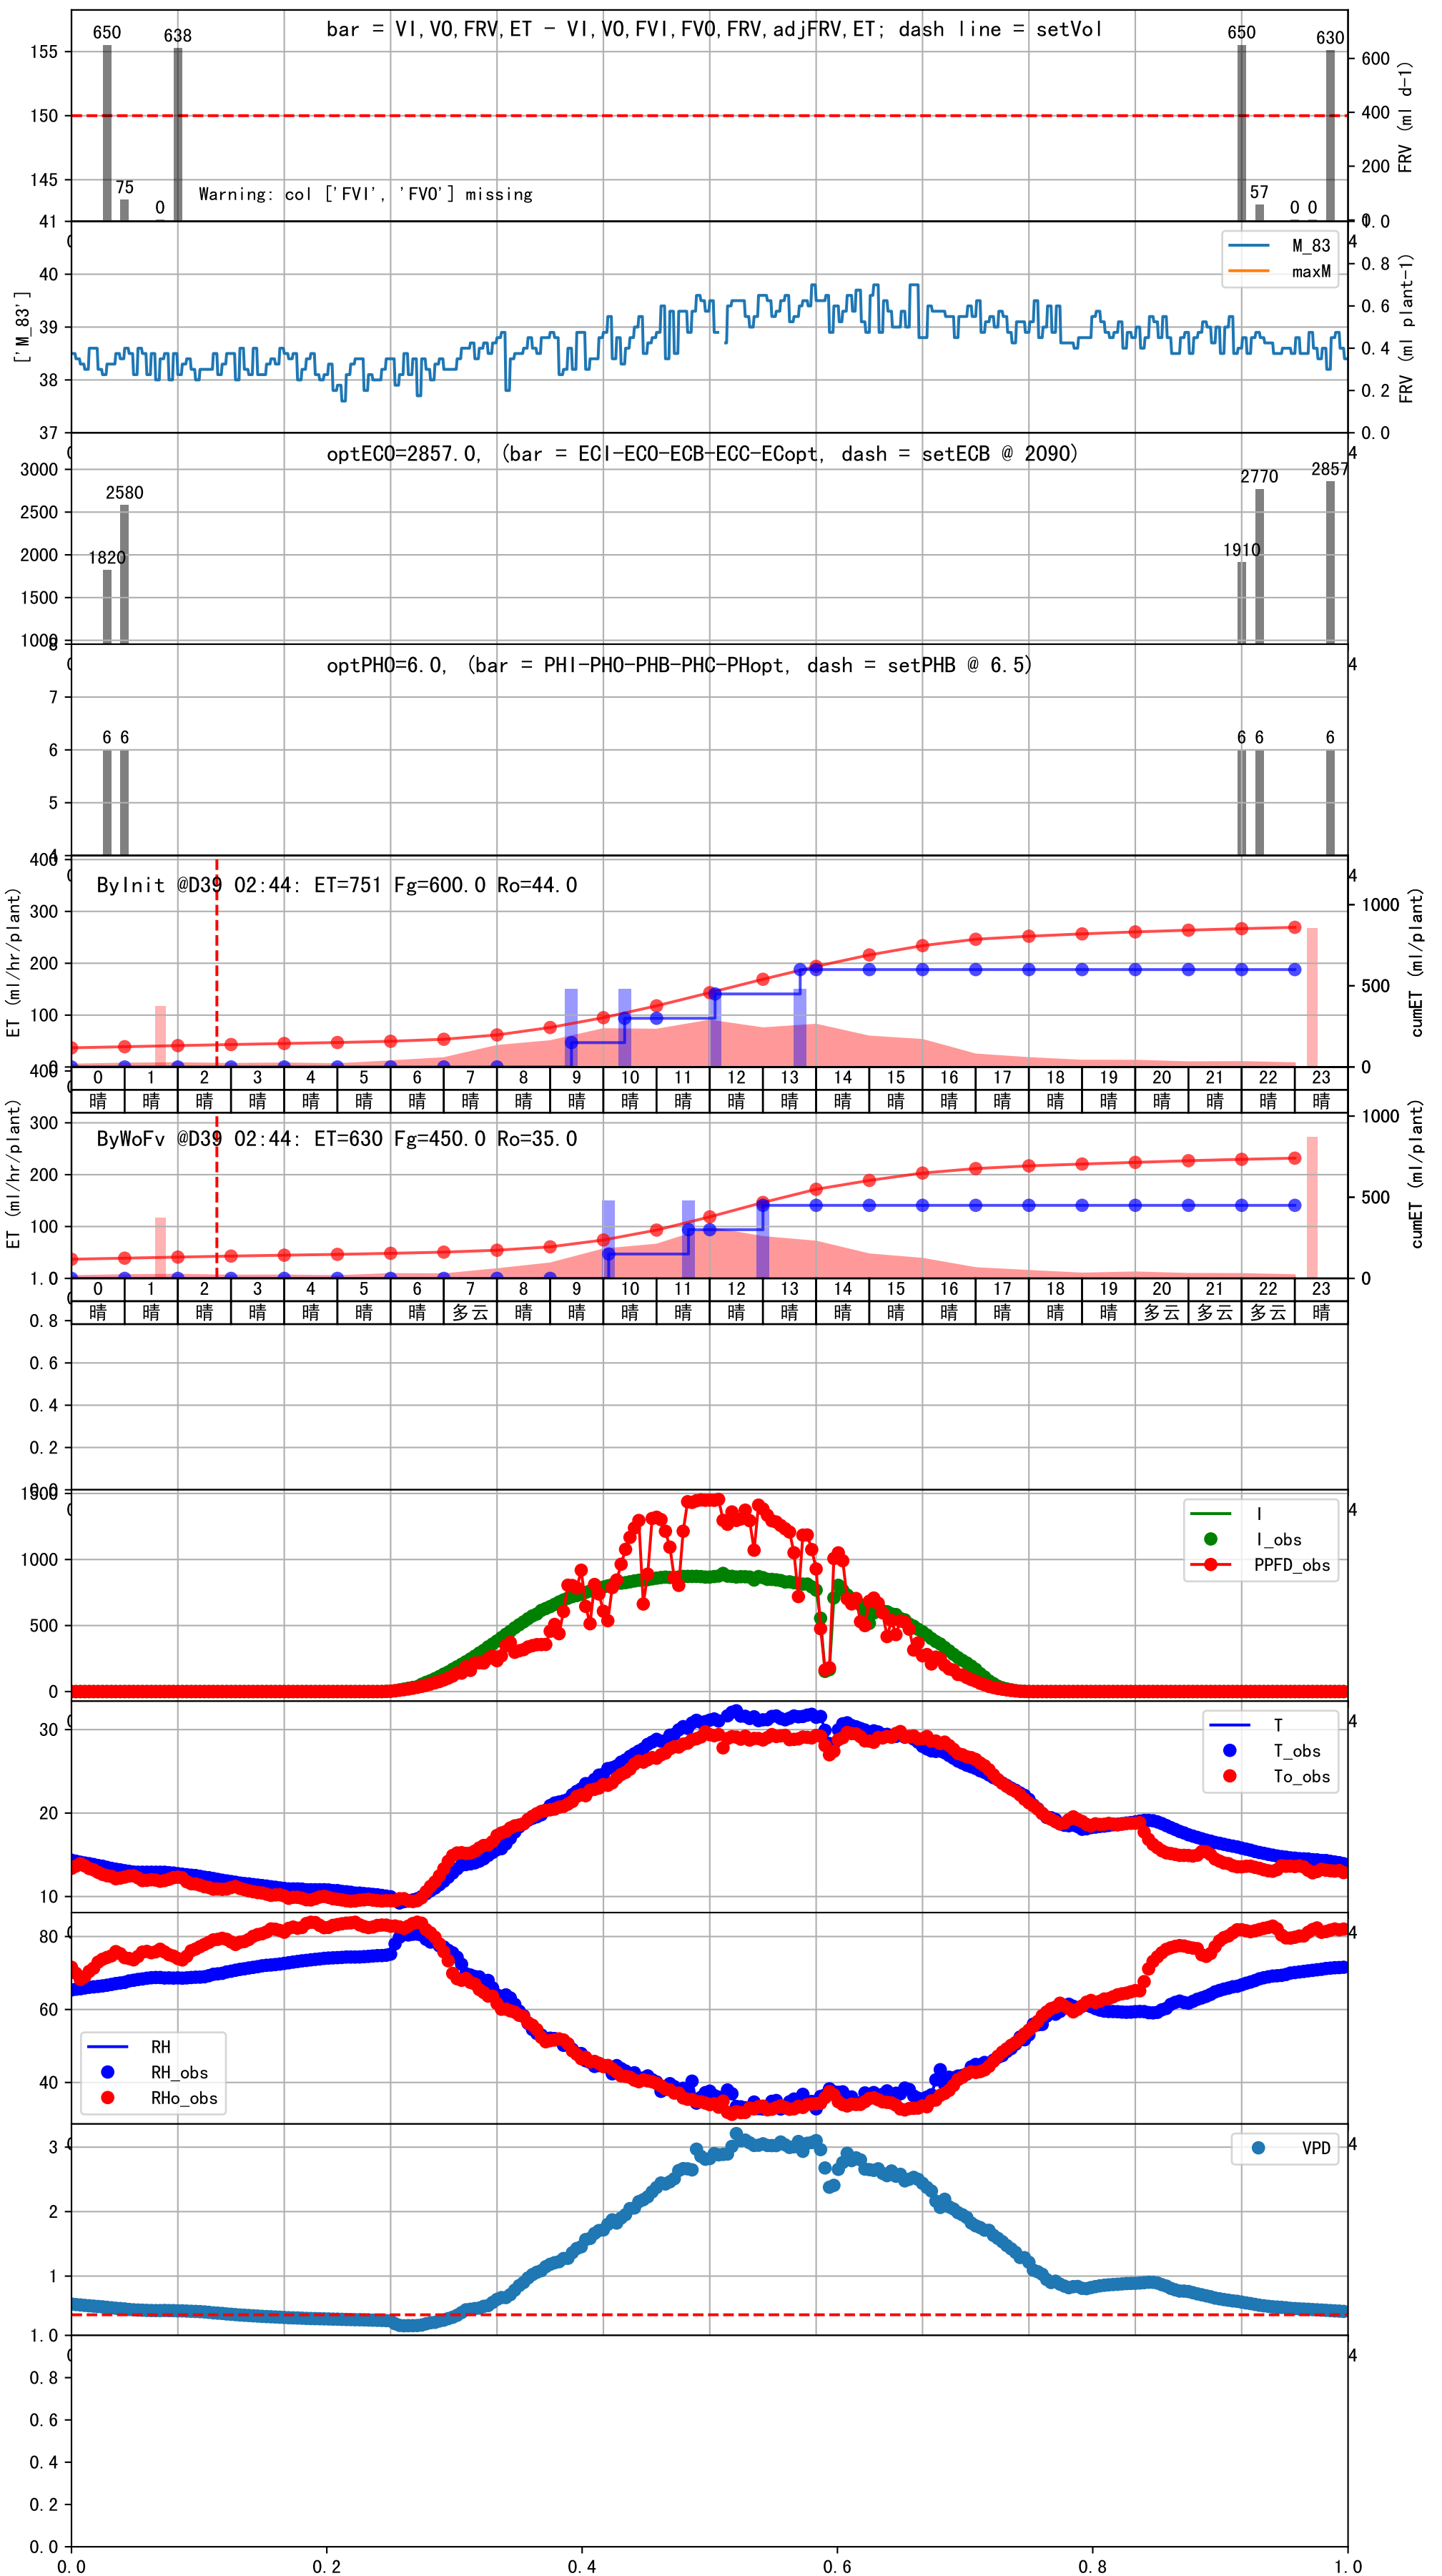 bar = VI,VO,FRV,ET - VI,VO,FVI,FVO,FRV,adjFRV,ET; dash line = setVol
650 638 650 630
75 0 57 0 0
155
150
145
600
400
200
FRV (ml d-1)
Warning: col ['FVI', 'FVO'] missing
41
40
39
38
37
['M_83']
M_83
maxM
1.0
0.8
0.6
0.4
0.2
0.0
FRV (ml plant-1)
optECO=2857.0, (bar = ECI-ECO-ECB-ECC-ECopt, dash = setECB @ 2090)
3000
2500
2000
1500
1000
1820 2580 1910 2770 2857
optPHO=6.0, (bar = PHI-PHO-PHB-PHC-PHopt, dash = setPHB @ 6.5)
7
6
5
4
6 6 6 6 6
ByInit @D39 02:44: ET=751 Fg=600.0 Ro=44.0
400
300
200
100
0
ET (ml/hr/plant)
1000
500
0
cumET (ml/plant)
0 1 2 3 4 5 6 7 8 9 10 11 12 13 14 15 16 17 18 19 20 21 22 23
晴 晴 晴 晴 晴 晴 晴 晴 晴 晴 晴 晴 晴 晴 晴 晴 晴 晴 晴 晴 晴 晴 晴 晴
ByWoFv @D39 02:44: ET=630 Fg=450.0 Ro=35.0
400
300
200
100
ET (ml/hr/plant)
1000
500
0
cumET (ml/plant)
0 1 2 3 4 5 6 7 8 9 10 11 12 13 14 15 16 17 18 19 20 21 22 23
晴 晴 晴 晴 晴 晴 晴 多云 晴 晴 晴 晴 晴 晴 晴 晴 晴 晴 晴 晴 多云 多云 多云 晴
1.0
0.8
0.6
0.4
0.2
0.0
1500
1000
500
0
I
I_obs
PPFD_obs
30
20
10
T
T_obs
To_obs
80
60
40
RH
RH_obs
RHo_obs
3
2
1
VPD
1.0
0.8
0.6
0.4
0.2
0.0
0.0 0.2 0.4 0.6 0.8 1.0